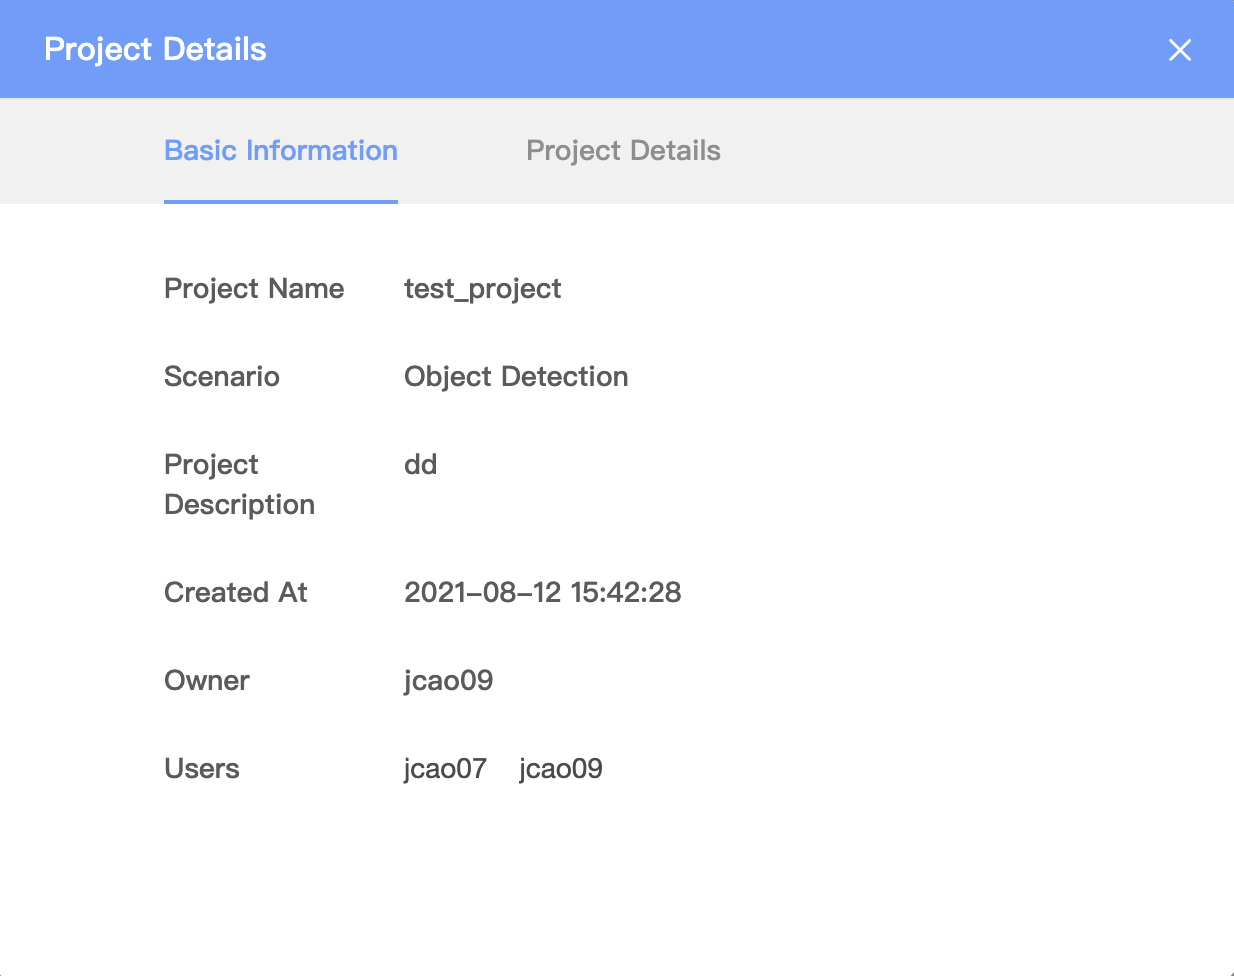 Project Details
Basic Information Project Details
Project Name test_project
Scenario Object Detection
Project dd
Description
Created At 2021-08-12 15:42:28
Owner jcao09
Users jcao07 jcao09